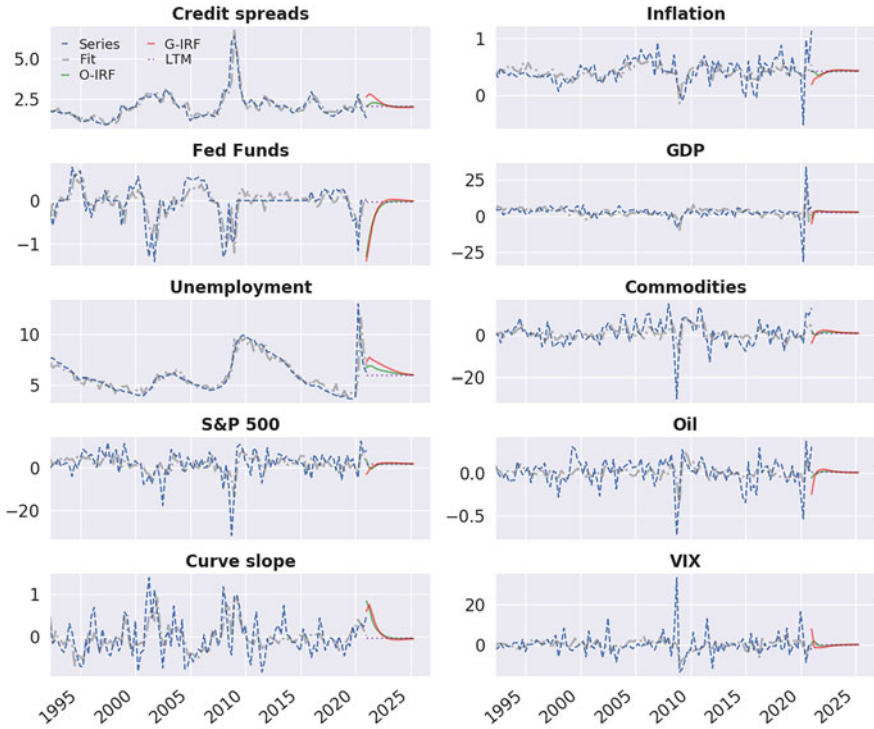 Credit spreads
5.0
2.5
Series
Fit
O-IRF
G-IRF
LTM
Inflation
1
0
Fed Funds
0
−1
GDP
25
0
−25
Unemployment
10
5
Commodities
0
−20
S&P 500
0
−20
Oil
0.0
−0.5
Curve slope
1
0
1995
2000
2005
2010
2015
2020
2025
VIX
20
0
1995
2000
2005
2010
2015
2020
2025